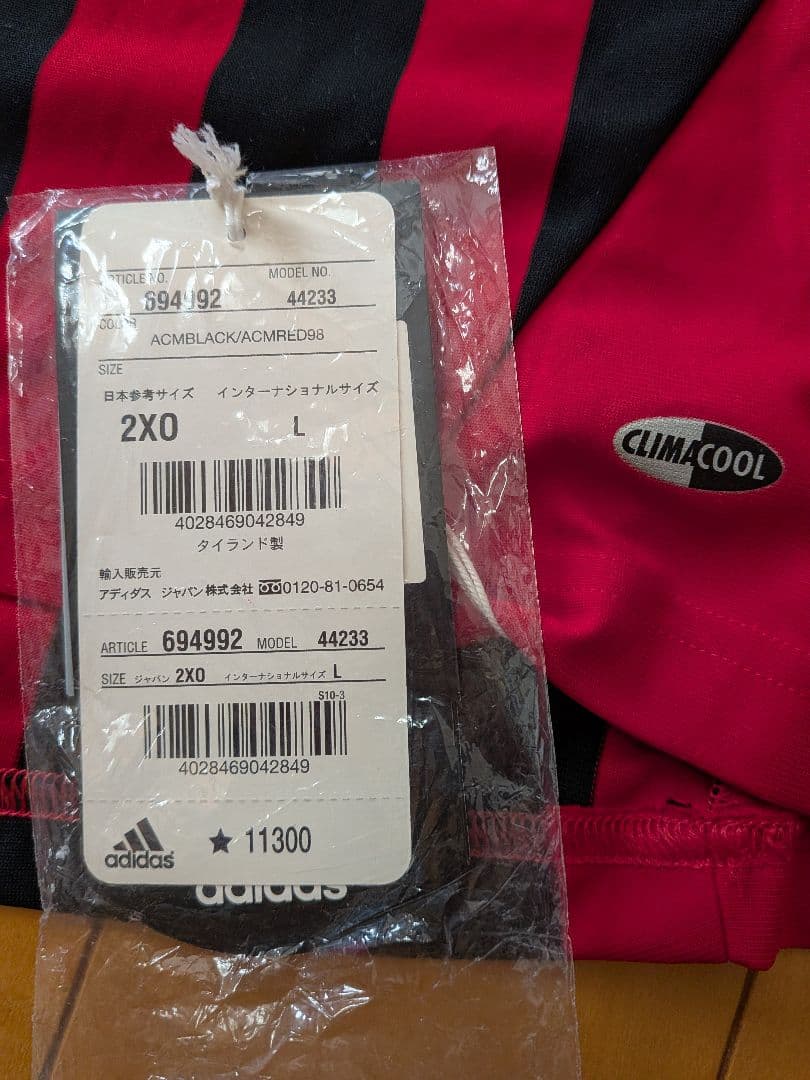 ARTICLE NO. MODEL NO.
694992 44233
COLOR
ACMBLACK/ACMRED98
SIZE
日本参考サイズ インターナショナルサイズ
2XO L
4028469042849
タイランド製
輸入販売元
アディダス ジャパン株式会社 0120-81-0654
ARTICLE 694992 MODEL 44233
SIZE ジャパン 2XO インターナショナルサイズ L
S10-3
4028469042849
adidas ★11300
adidas
CLIMACOOL